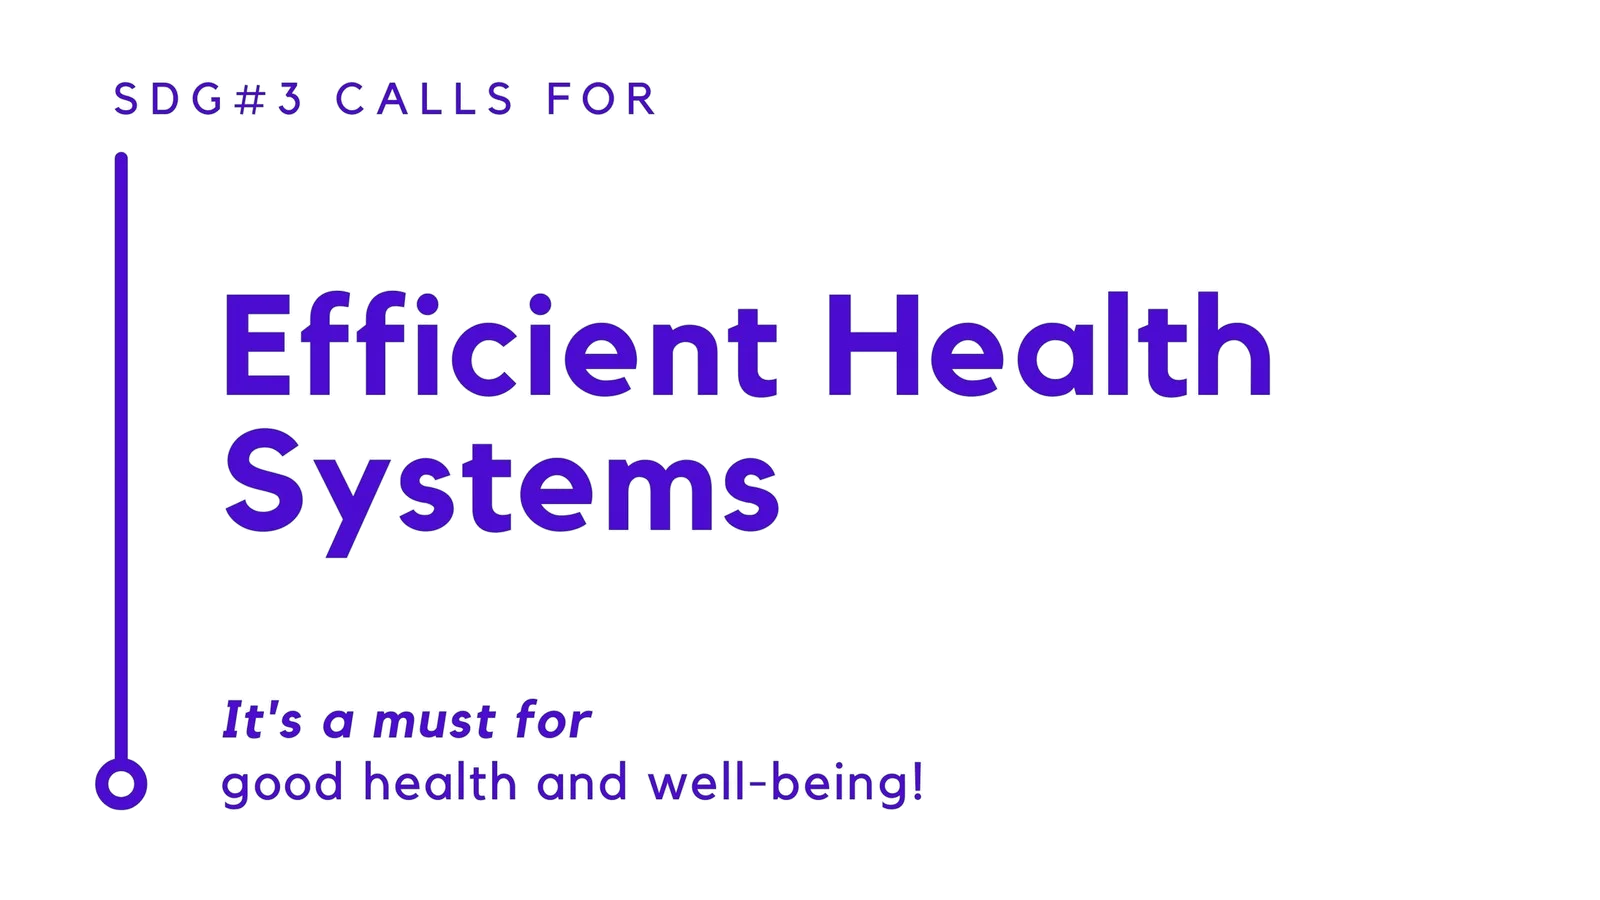 SDG#3 CALLS FOR
Efficient Health
Systems
It's a must for
good health and well-being!